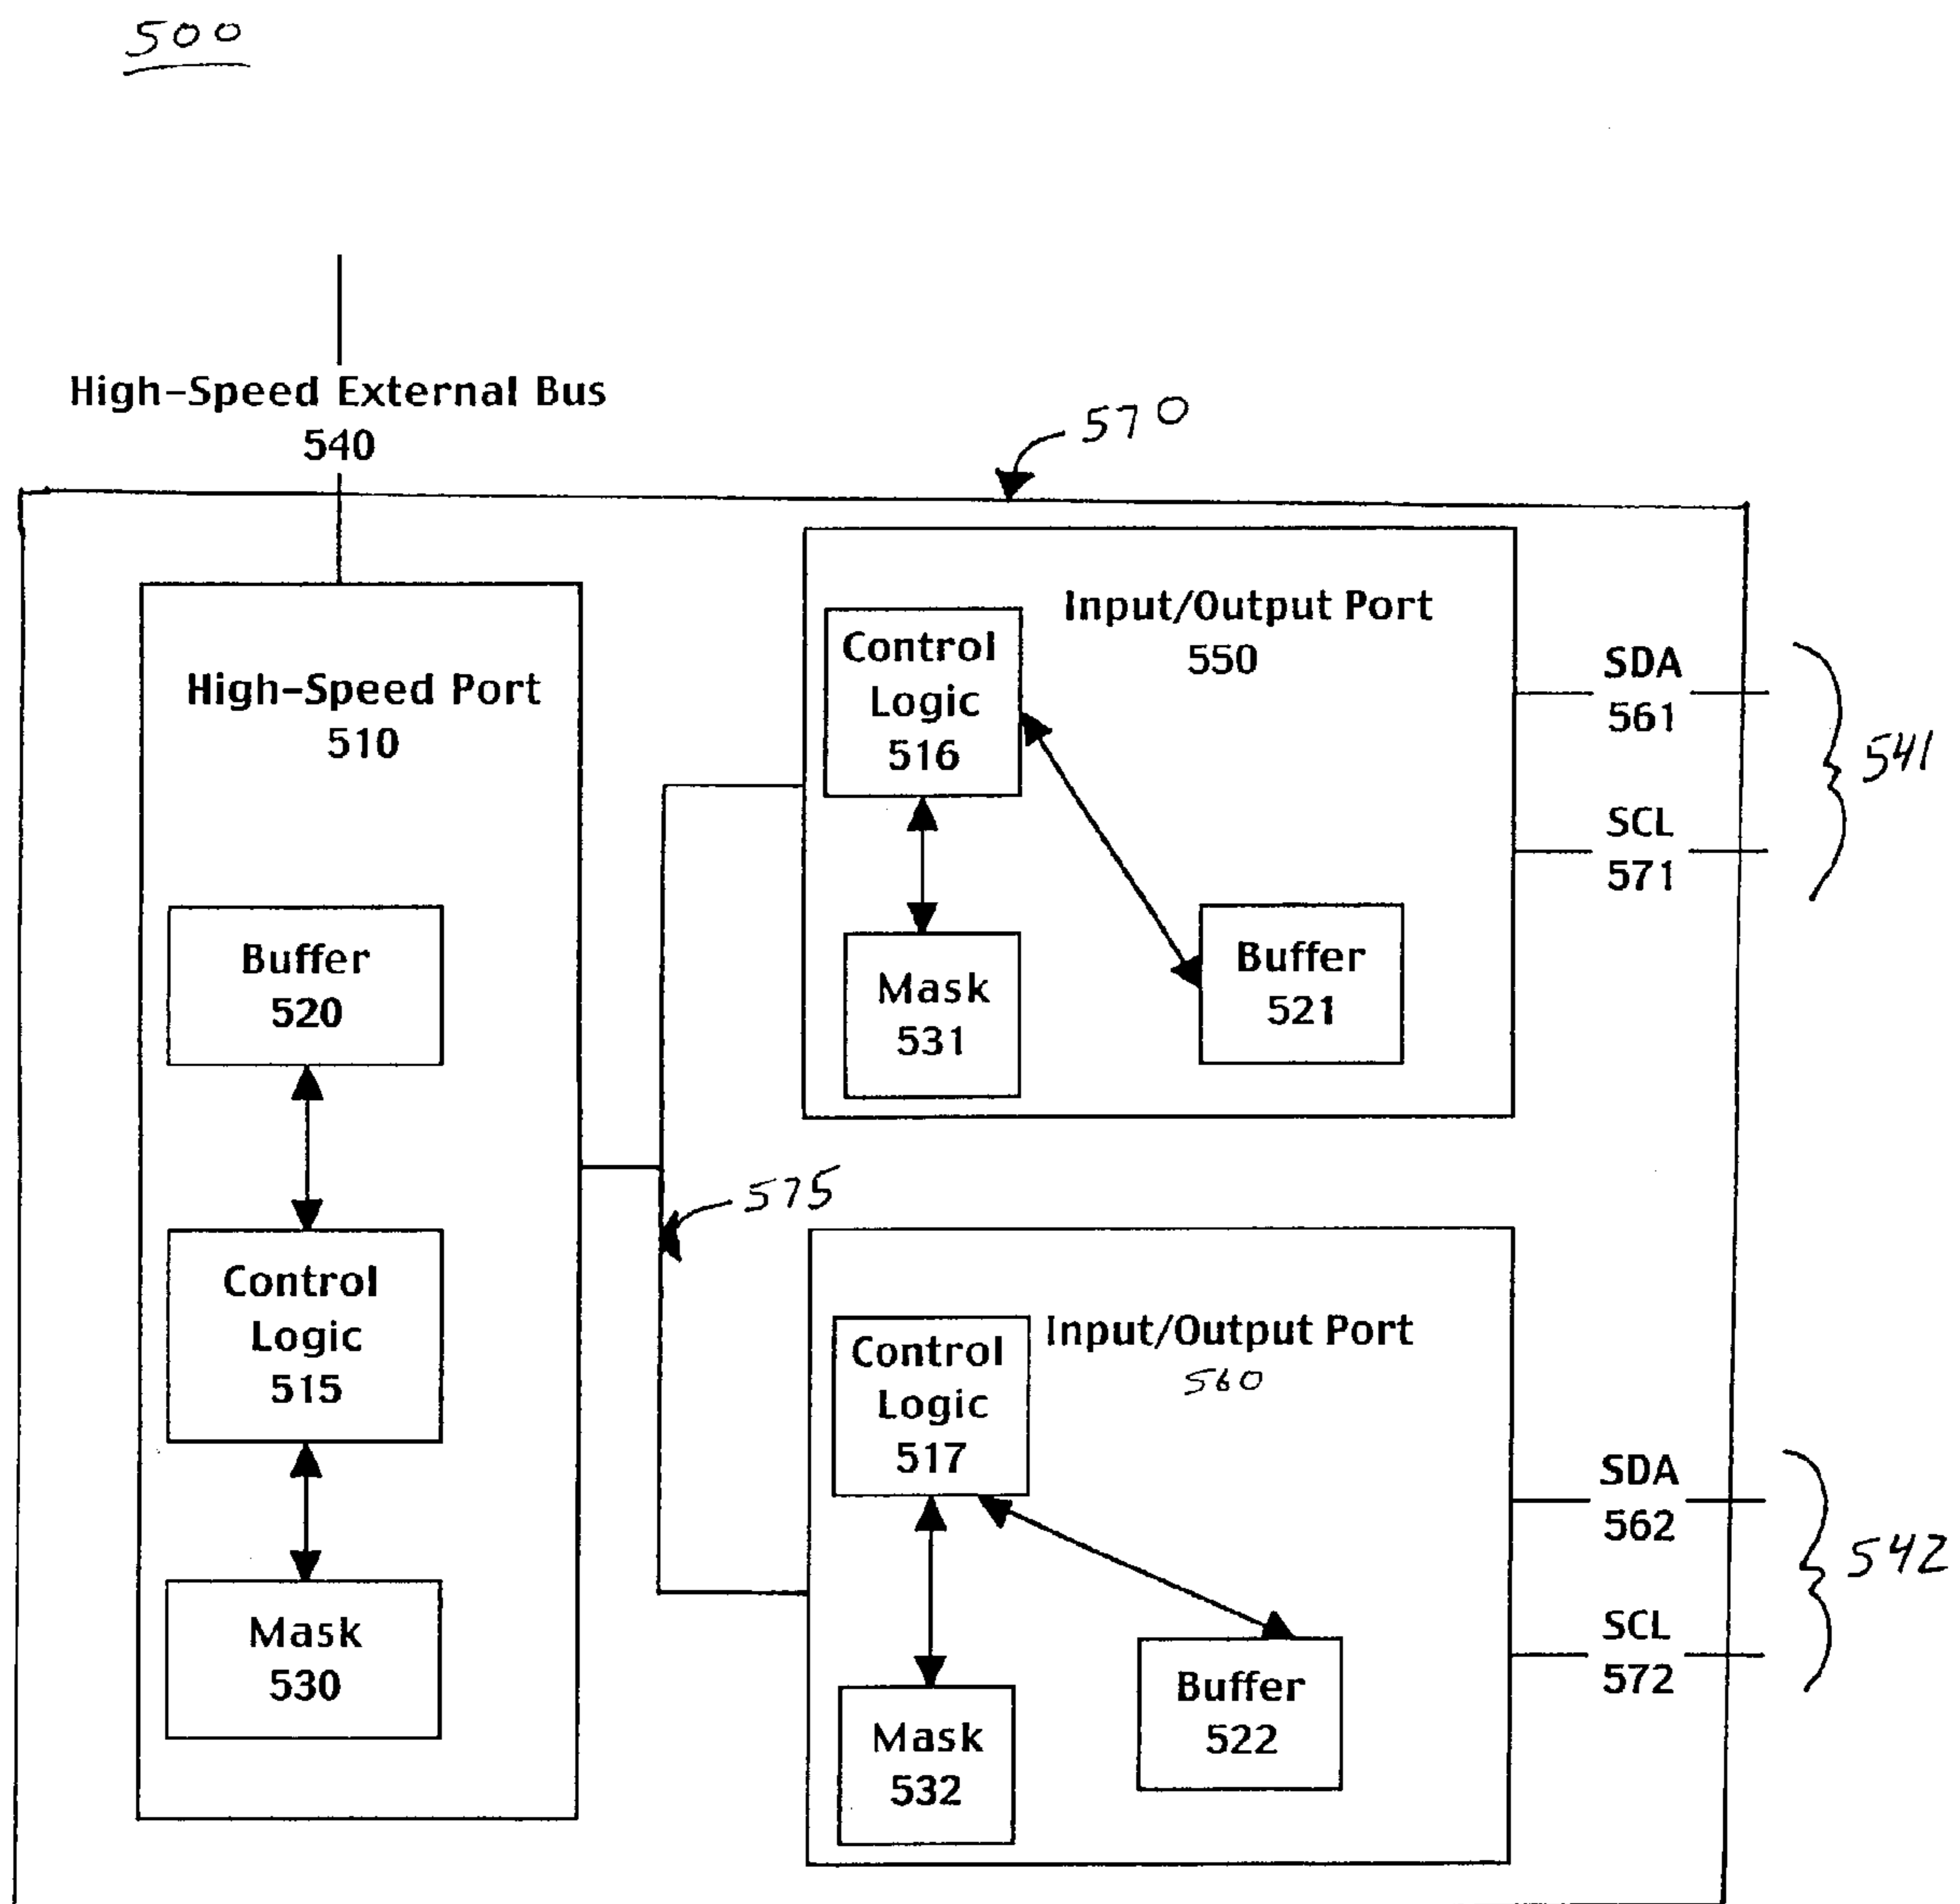 500
High-Speed External Bus
540
570
High-Speed Port
510
Buffer
520
Control
Logic
515
Mask
530
575
Input/Output Port
550
Control
Logic
516
Mask
531
Buffer
521
SDA
561
SCL
571
541
Input/Output Port
560
Control
Logic
517
Mask
532
Buffer
522
SDA
562
SCL
572
542